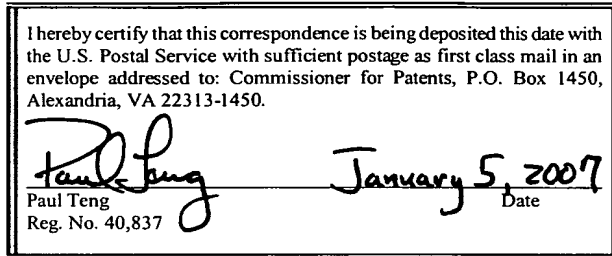 I hereby certify that this correspondence is being deposited this date with
the U.S. Postal Service with sufficient postage as first class mail in an
envelope addressed to: Commissioner for Patents, P.O. Box 1450,
Alexandria, VA 22313-1450.
Paul Teng January 5, 2007
Paul Teng Date
Reg. No. 40,837